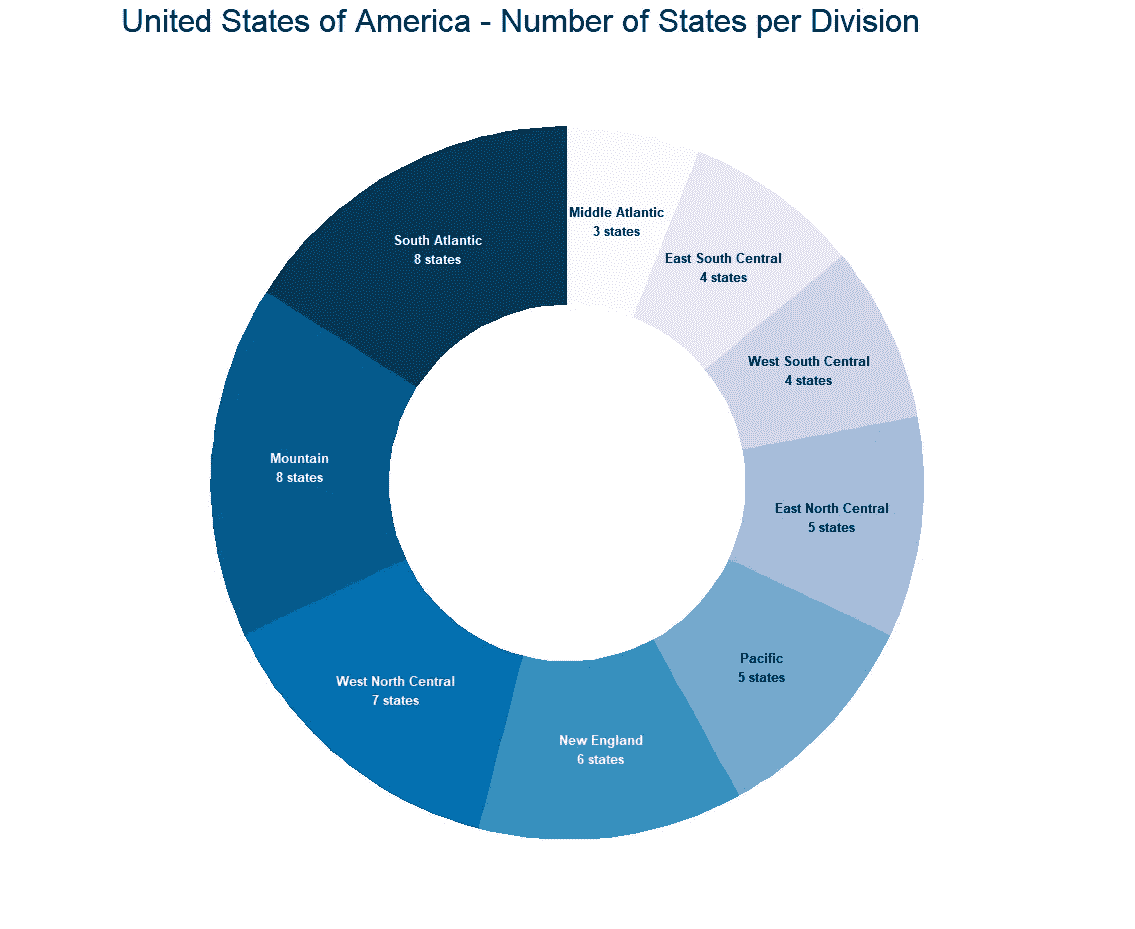 United States of America - Number of States per Division
Middle Atlantic
3 states
East South Central
4 states
West South Central
4 states
East North Central
5 states
Pacific
5 states
New England
6 states
West North Central
7 states
Mountain
8 states
South Atlantic
8 states